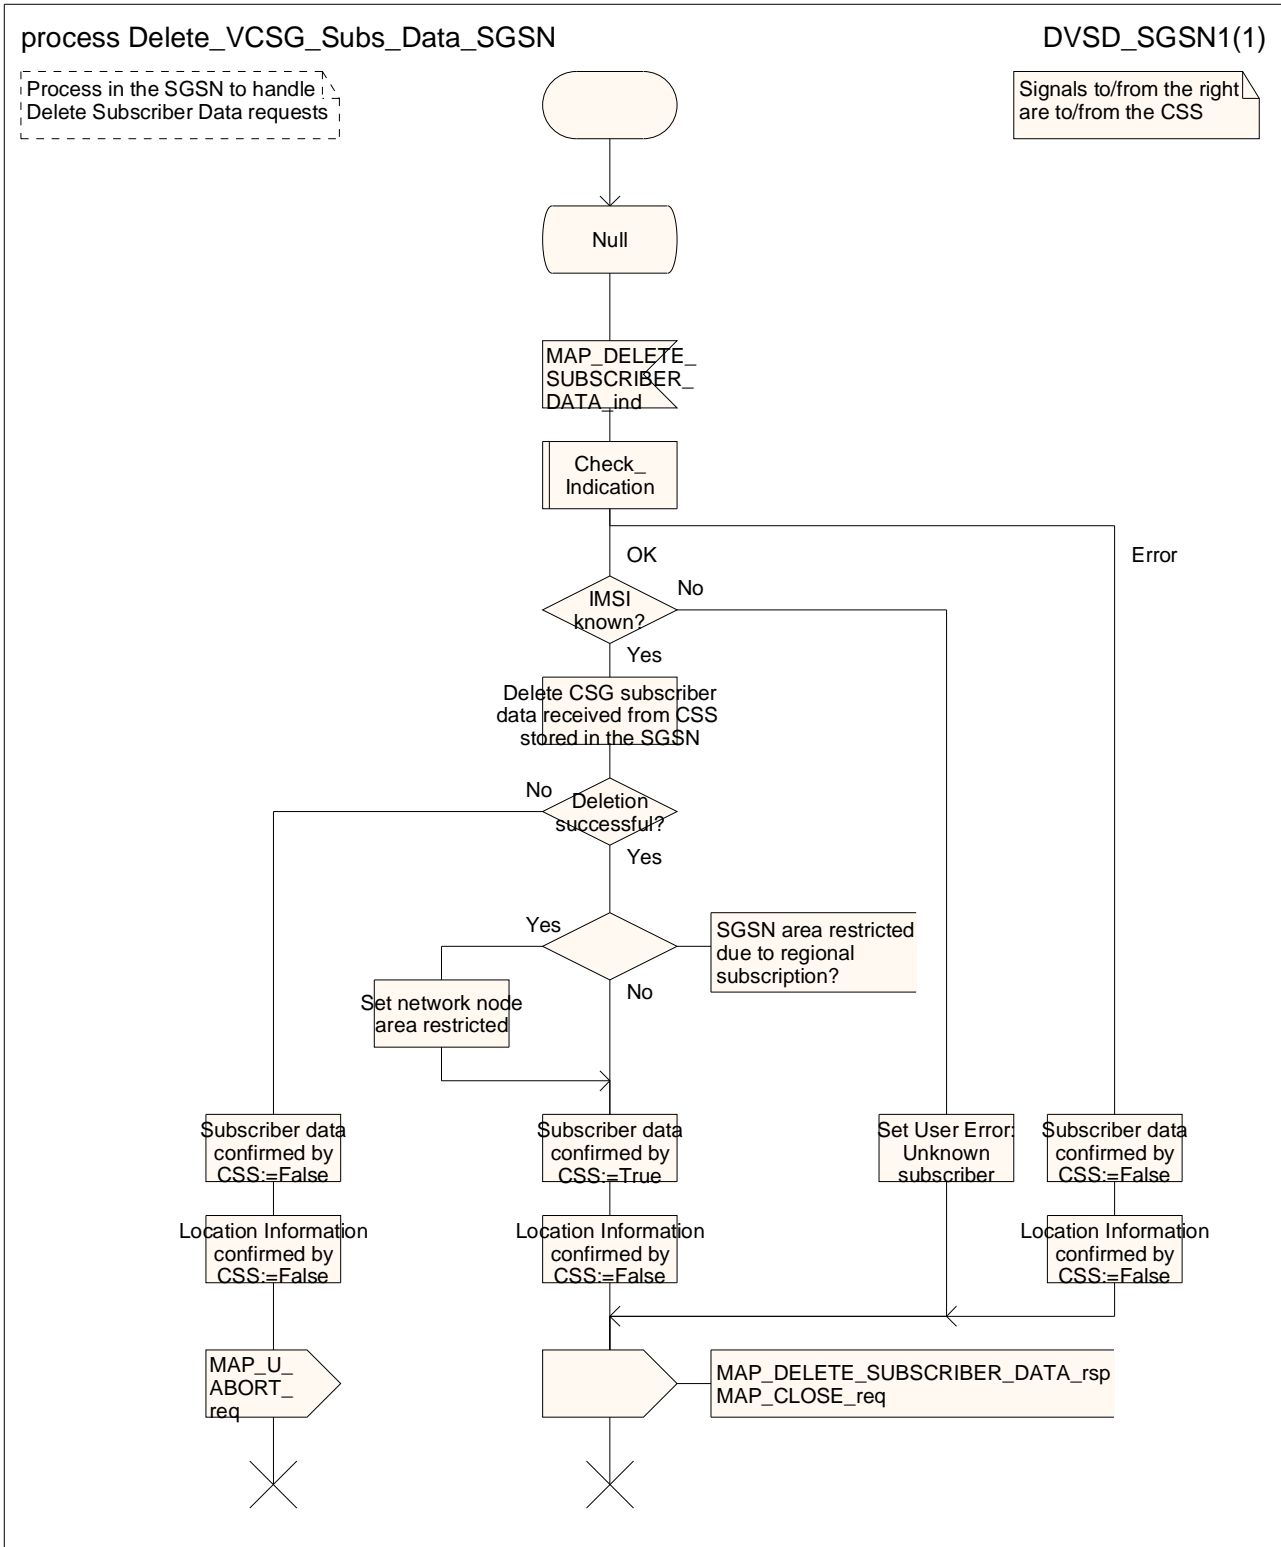 process Delete_VCSG_Subs_Data_SGSN
DVSD_SGSN1(1)
Process in the SGSN to handle
Delete Subscriber Data requests
Signals to/from the right
are to/from the CSS
Null
MAP_DELETE_
SUBSCRIBER_
DATA_ind
Check_
Indication
OK
Error
IMSI
known?
No
Yes
Delete CSG subscriber
data received from CSS
stored in the SGSN
No
Deletion
successful?
Yes
Yes
SGSN area restricted
due to regional
subscription?
No
Set network node
area restricted
Subscriber data
confirmed by
CSS:=False
Subscriber data
confirmed by
CSS:=True
Set User Error:
Unknown
subscriber
Subscriber data
confirmed by
CSS:=False
Location Information
confirmed by
CSS:=False
Location Information
confirmed by
CSS:=False
Location Information
confirmed by
CSS:=False
MAP_U_
ABORT_
req
MAP_DELETE_SUBSCRIBER_DATA_rsp
MAP_CLOSE_req